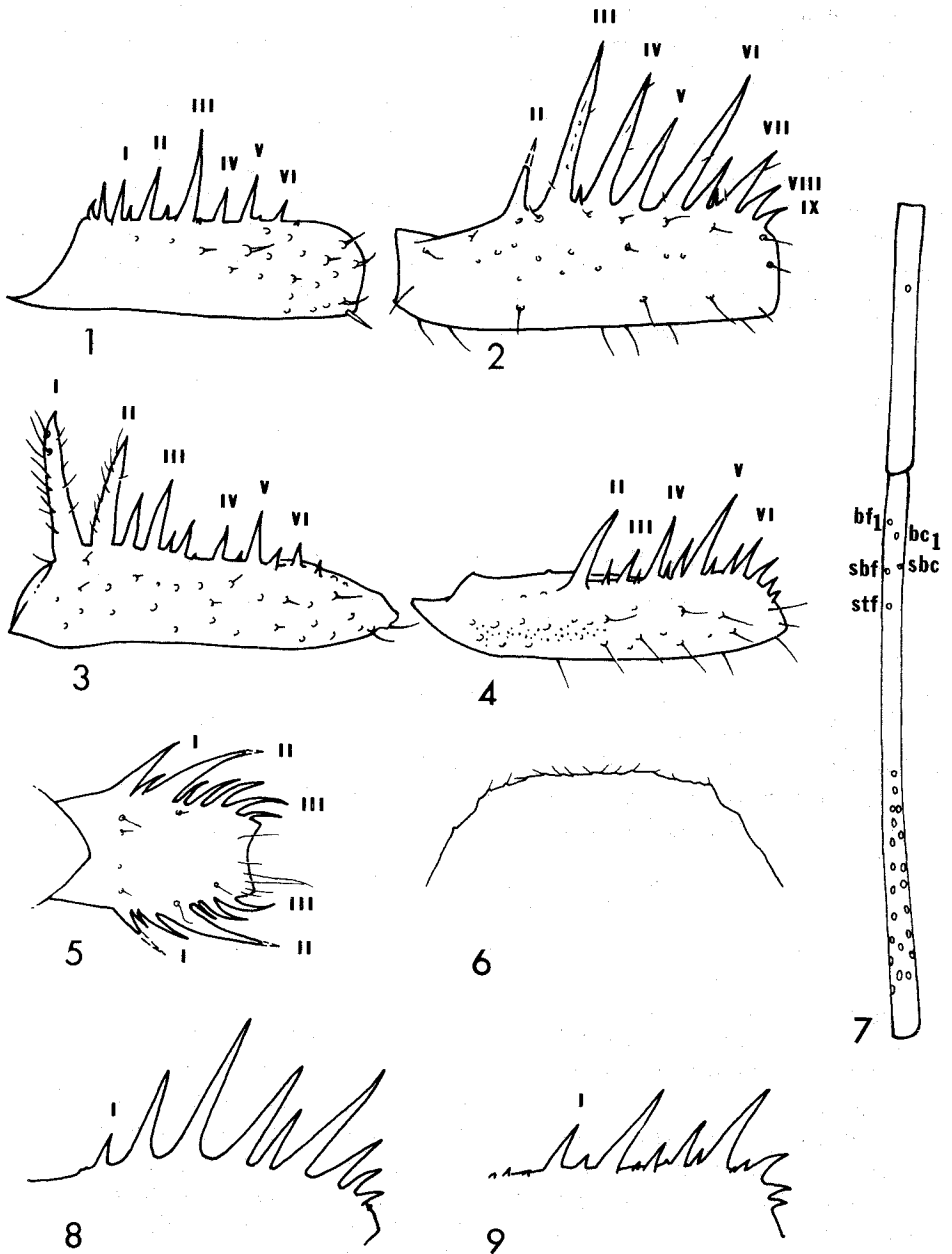 I II III IV V VI
1
II III IV V VI VII VIII IX
2
I II III IV V VI
3
II III IV V VI
4
I II
III
III
II
I
5
6
bf1 bc1
sbf sbc
stf
7
I
8
I
9